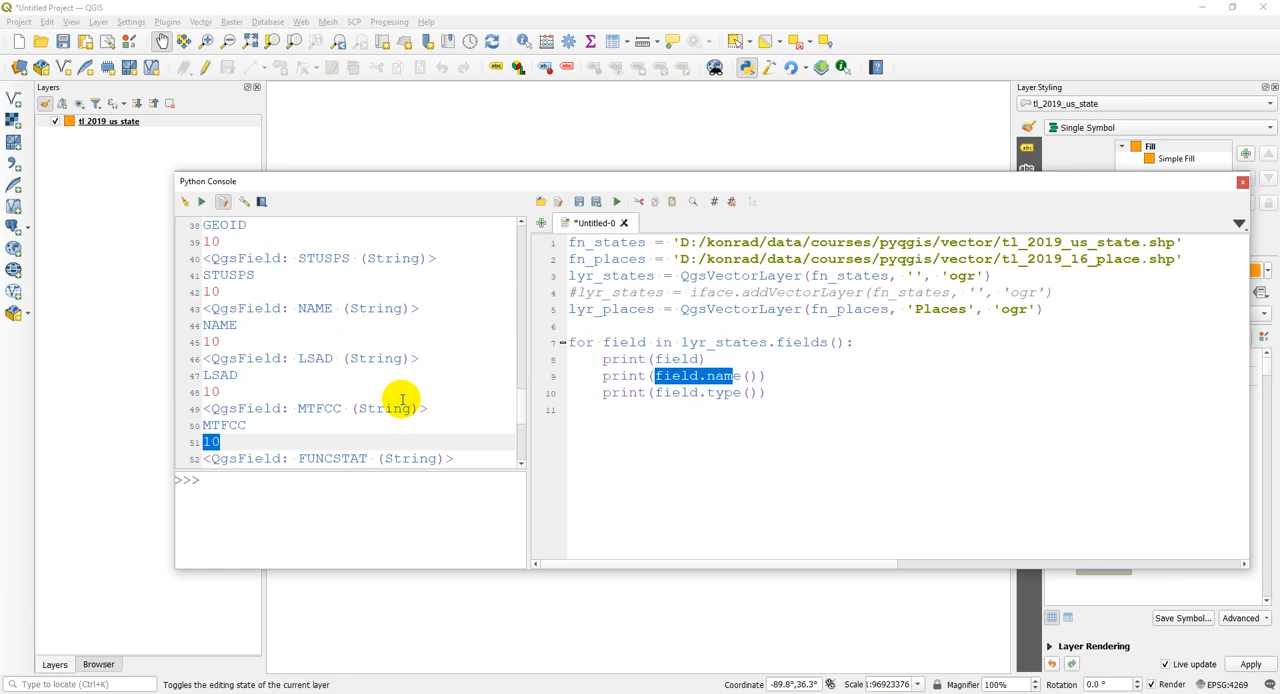 *Untitled Project — QGIS
Project Edit View Layer Settings Plugins Vector Raster Database Web Mesh SCP Processing Help
Layers
tl_2019_us_state
Layer Styling
tl_2019_us_state
Single Symbol
Fill
Simple Fill
Python Console
*Untitled-0
38 GEOID
39 10
40 <QgsField: STUSPS (String)>
41 STUSPS
42 10
43 <QgsField: NAME (String)>
44 NAME
45 10
46 <QgsField: LSAD (String)>
47 LSAD
48 10
49 <QgsField: MTFCC (String)>
50 MTFCC
51 10
52 <QgsField: FUNCSTAT (String)>
>>>
1 fn_states = 'D:/konrad/data/courses/pyqgis/vector/tl_2019_us_state.shp'
2 fn_places = 'D:/konrad/data/courses/pyqgis/vector/tl_2019_16_place.shp'
3 lyr_states = QgsVectorLayer(fn_states, '', 'ogr')
4 #lyr_states = iface.addVectorLayer(fn_states, '', 'ogr')
5 lyr_places = QgsVectorLayer(fn_places, 'Places', 'ogr')
6
7 for field in lyr_states.fields():
8 print(field)
9 print(field.name())
10 print(field.type())
11
Save Symbol... Advanced
Layer Rendering
Live update Apply
Layers Browser
Type to locate (Ctrl+K) Toggles the editing state of the current layer Coordinate -89.8°,36.3° Scale :96923376 Magnifier 100% Rotation 0.0 ° Render EPSG:4269